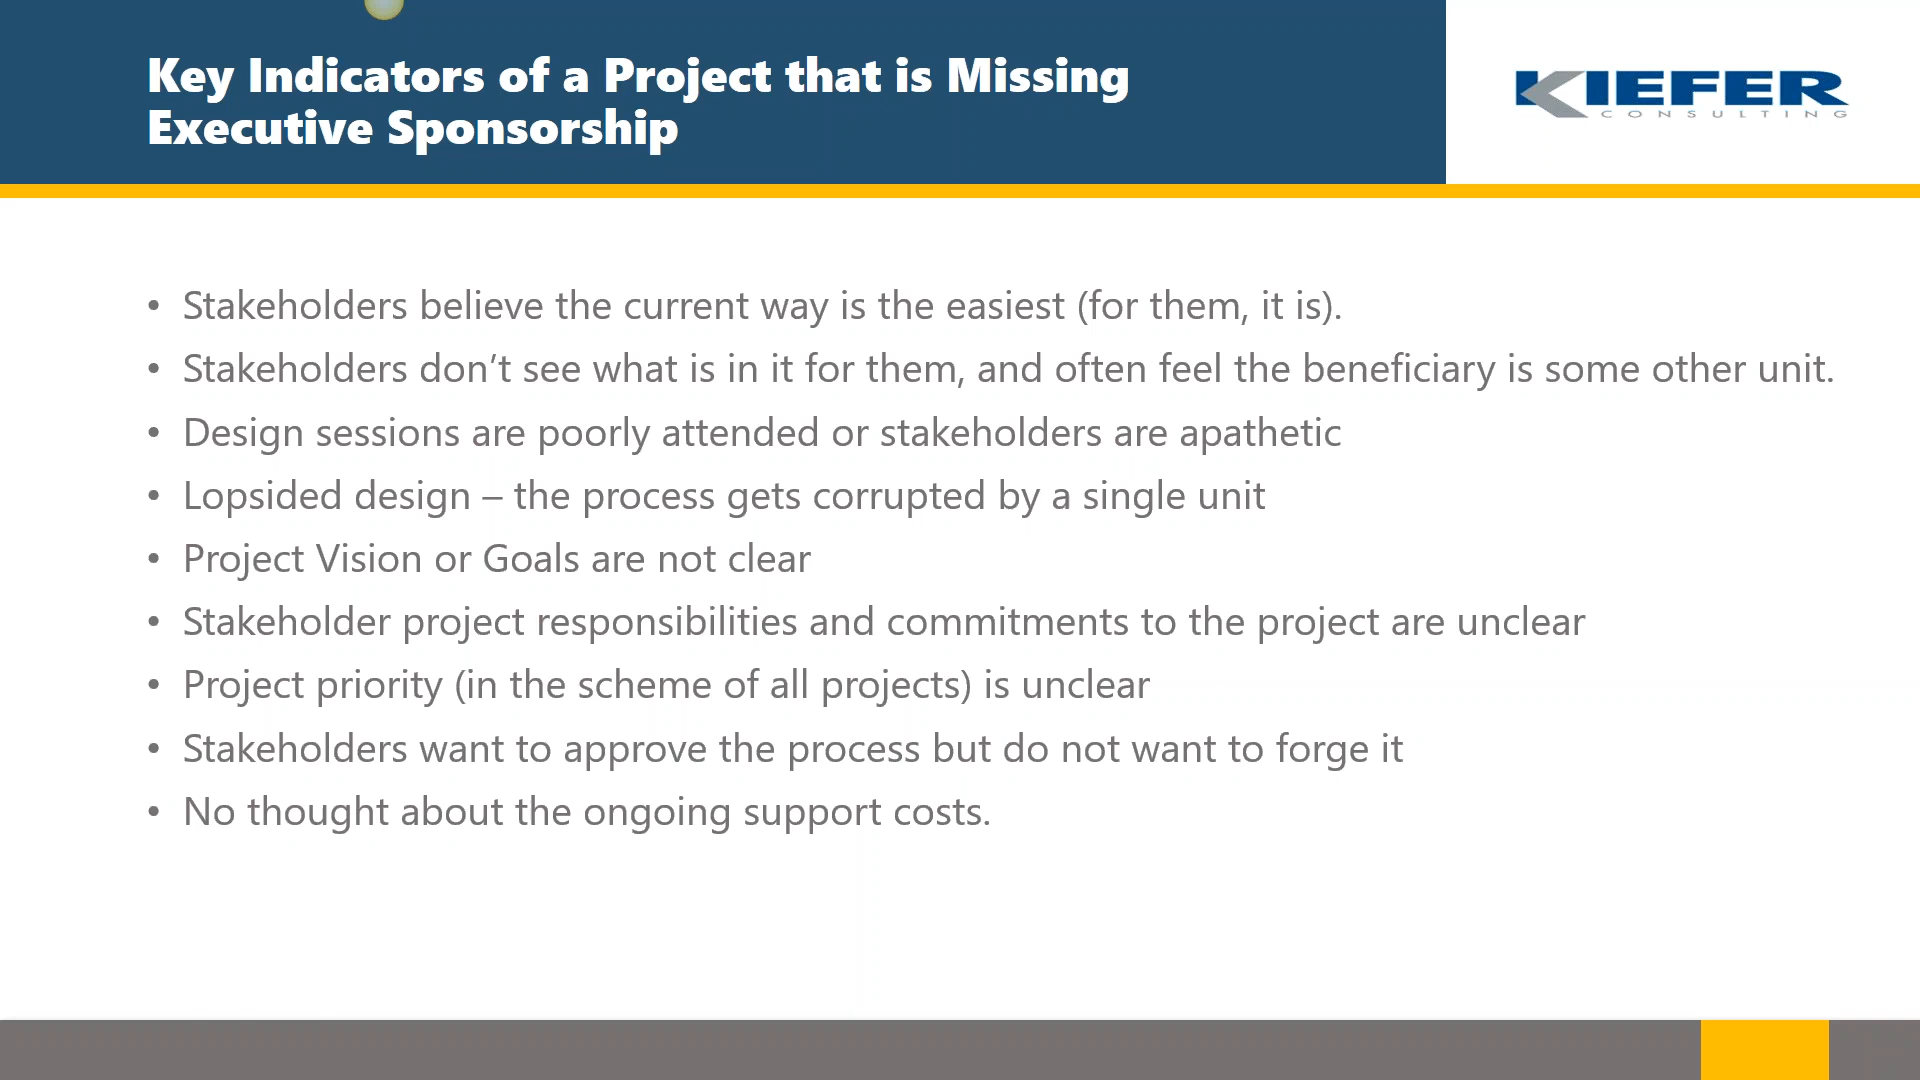 Key Indicators of a Project that is Missing
Executive Sponsorship
KIEFER
CONSULTING
• Stakeholders believe the current way is the easiest (for them, it is).
• Stakeholders don’t see what is in it for them, and often feel the beneficiary is some other unit.
• Design sessions are poorly attended or stakeholders are apathetic
• Lopsided design – the process gets corrupted by a single unit
• Project Vision or Goals are not clear
• Stakeholder project responsibilities and commitments to the project are unclear
• Project priority (in the scheme of all projects) is unclear
• Stakeholders want to approve the process but do not want to forge it
• No thought about the ongoing support costs.